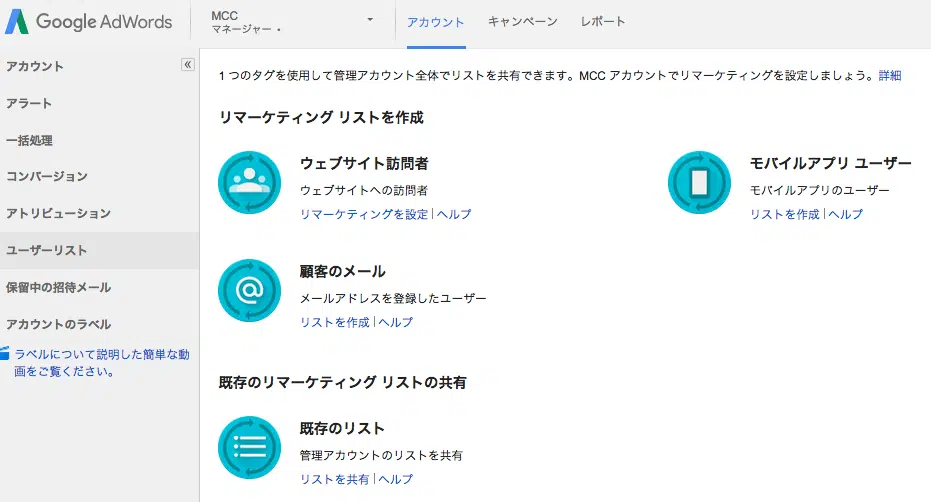 Google AdWords
MCC
マネージャー •
アカウント
キャンペーン
レポート
アカウント
«
アラート
一括処理
コンバージョン
アトリビューション
ユーザーリスト
保留中の招待メール
アカウントのラベル
ラベルについて説明した簡単な動
画をご覧ください。
1 つのタグを使用して管理アカウント全体でリストを共有できます。MCC アカウントでリマーケティングを設定しましょう。詳細
リマーケティング リストを作成
ウェブサイト訪問者
ウェブサイトへの訪問者
リマーケティングを設定 | ヘルプ
モバイルアプリ ユーザー
モバイルアプリのユーザー
リストを作成 | ヘルプ
@
顧客のメール
メールアドレスを登録したユーザー
リストを作成 | ヘルプ
既存のリマーケティング リストの共有
既存のリスト
管理アカウントのリストを共有
リストを共有 | ヘルプ